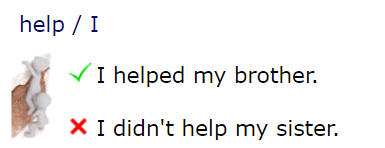 help / I
I helped my brother.
I didn't help my sister.